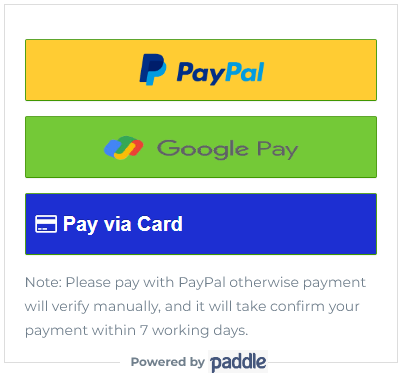 PayPal
Google Pay
Pay via Card
Note: Please pay with PayPal otherwise payment
will verify manually, and it will take confirm your
payment within 7 working days.
Powered by paddle